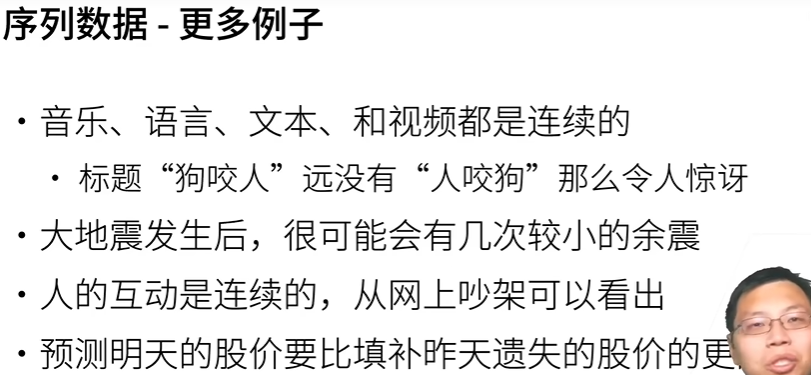 序列数据 - 更多例子
• 音乐、语言、文本、和视频都是连续的
• 标题“狗咬人”远没有“人咬狗”那么令人惊讶
• 大地震发生后，很可能会有几次较小的余震
• 人的互动是连续的，从网上吵架可以看出
• 预测明天的股价要比填补昨天遗失的股价的更